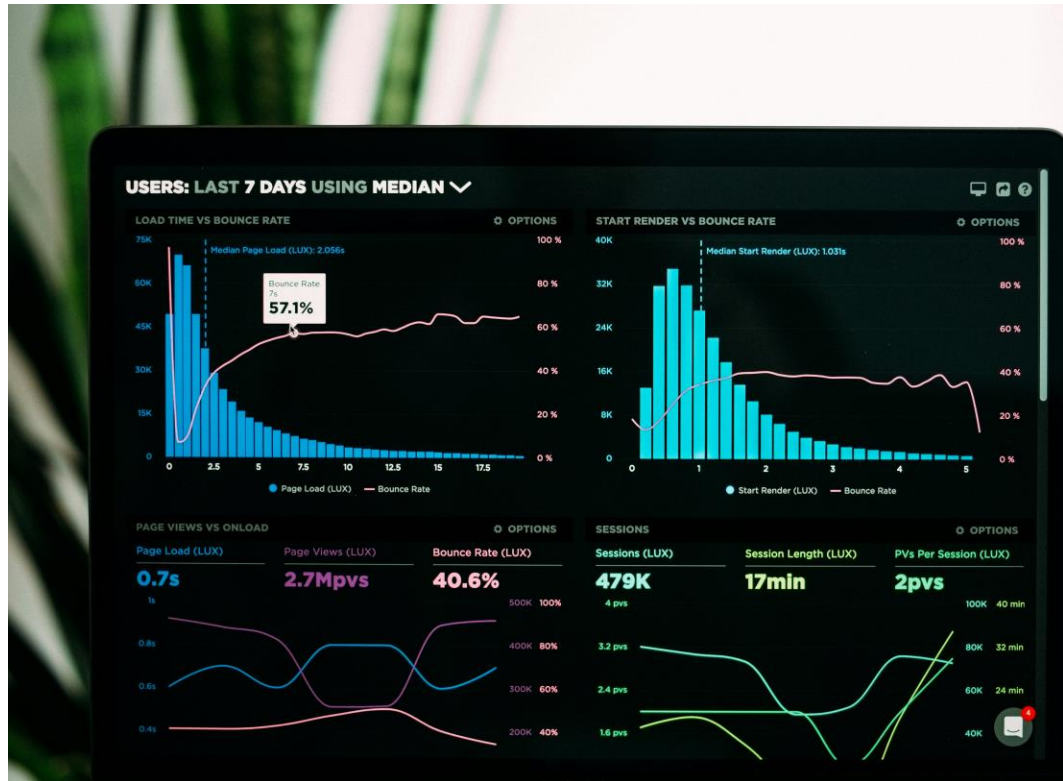 USERS: LAST 7 DAYS USING MEDIAN
LOAD TIME VS BOUNCE RATE
OPTIONS
75K
60K
45K
30K
15K
0
Median Page Load (LUX): 2.056s
Bounce Rate
7s
57.1%
100 %
80 %
60 %
40 %
20 %
0 %
0 2.5 5 7.5 10 12.5 15 17.5
Page Load (LUX) Bounce Rate
START RENDER VS BOUNCE RATE
OPTIONS
40K
32K
24K
16K
8K
0
Median Start Render (LUX): 1.031s
100 %
80 %
60 %
40 %
20 %
0 %
0 1 2 3 4 5
Start Render (LUX) Bounce Rate
PAGE VIEWS VS ONLOAD
OPTIONS
Page Load (LUX) Page Views (LUX) Bounce Rate (LUX)
0.7s 2.7Mpvs 40.6%
1s
0.8s
0.6s
0.4s
500K 100%
400K 80%
300K 60%
200K 40%
SESSIONS
OPTIONS
Sessions (LUX) Session Length (LUX) PVs Per Session (LUX)
479K 17min 2pvs
4 pvs
3.2 pvs
2.4 pvs
1.6 pvs
100K 40 min
80K 32 min
60K 24 min
40K
4